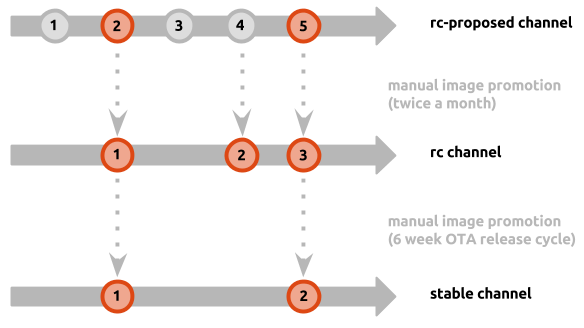 1 2 3 4 5 rc-proposed channel
manual image promotion
(twice a month)
1 2 3 rc channel
manual image promotion
(6 week OTA release cycle)
1 2 stable channel